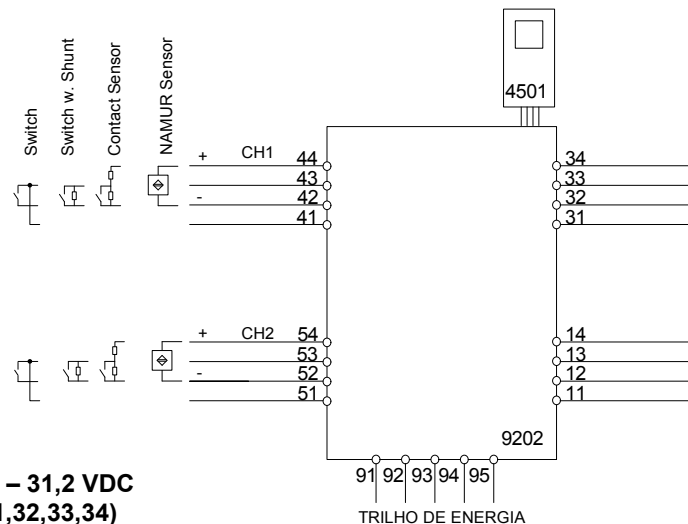 4501
Switch
Switch w. Shunt
Contact Sensor
NAMUR Sensor
+ CH1 44
43
- 42
41
34
33
32
31
+ CH2 54
53
- 52
51
14
13
12
11
9202
91 92 93 94 95
TRILHO DE ENERGIA
– 31,2 VDC
1,32,33,34)